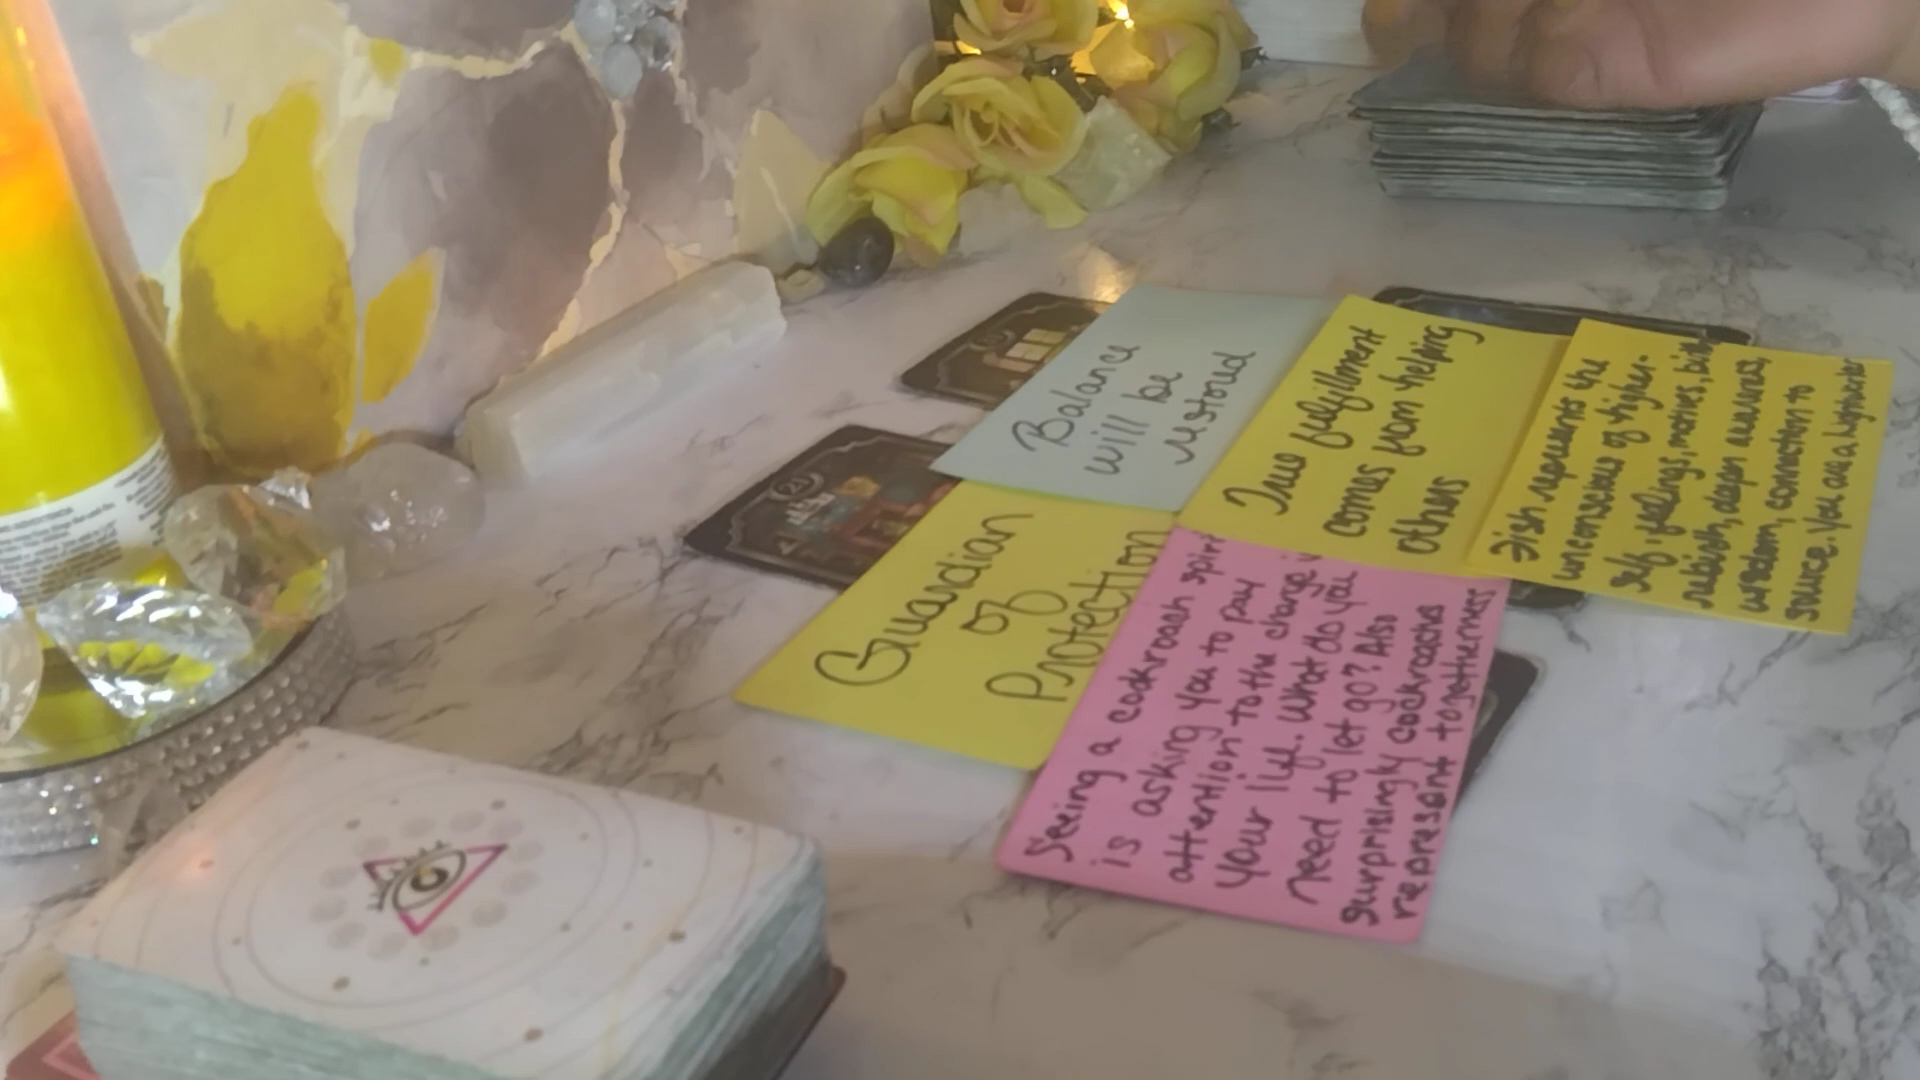 Balance
will be
restored
True fulfillment
comes from helping
others
Fish represents the
unconscious of higher-
self, feelings, motives,
rebirth, deeper awareness,
wisdom, connection to
source. You are a lightworker
Guardian
of
Protection
Seeing a cockroach spirit
is asking you to pay
attention to the change
your life. What do you
need to let go? Also
surprisingly cockroaches
represent togetherness
21